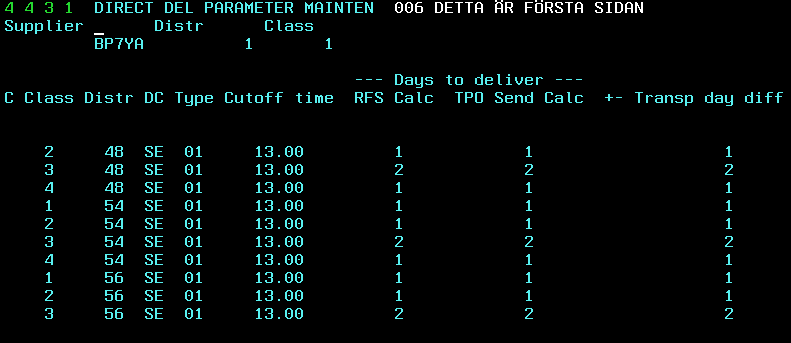 4 4 3 1 DIRECT DEL PARAMETER MAINTEN 006 DETTA ÄR FÖRSTA SIDAN
Supplier _ Distr Class
BP7YA 1 1
--- Days to deliver ---
C Class Distr DC Type Cutoff time RFS Calc TPO Send Calc +- Transp day diff
2 48 SE 01 13.00 1 1 1
3 48 SE 01 13.00 2 2 2
4 48 SE 01 13.00 1 1 1
1 54 SE 01 13.00 1 1 1
2 54 SE 01 13.00 1 1 1
3 54 SE 01 13.00 2 2 2
4 54 SE 01 13.00 1 1 1
1 56 SE 01 13.00 1 1 1
2 56 SE 01 13.00 1 1 1
3 56 SE 01 13.00 2 2 2